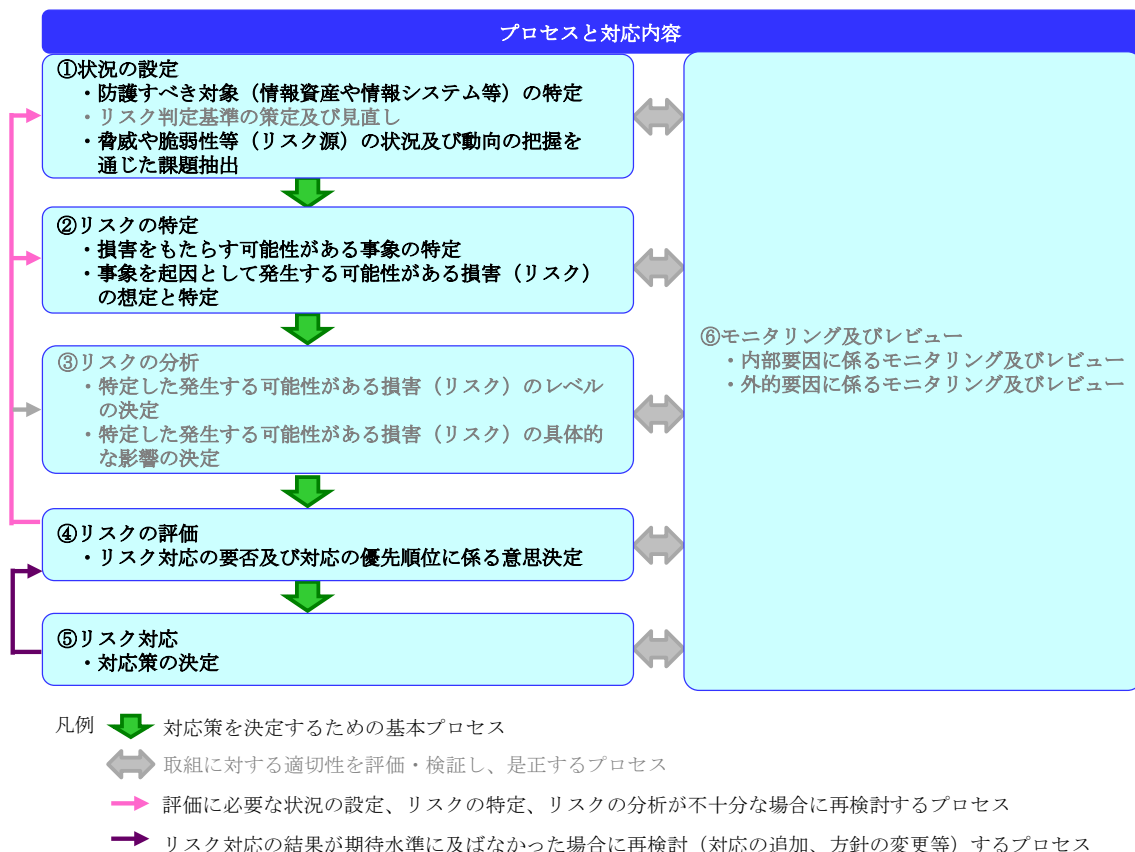 プロセスと対応内容
①状況の設定
・防護すべき対象（情報資産や情報システム等）の特定
・リスク判定基準の策定及び見直し
・脅威や脆弱性等（リスク源）の状況及び動向の把握を
通じた課題抽出
②リスクの特定
・損害をもたらす可能性がある事象の特定
・事象を起因として発生する可能性がある損害（リスク）
の想定と特定
③リスクの分析
・特定した発生する可能性がある損害（リスク）のレベル
の決定
・特定した発生する可能性がある損害（リスク）の具体的
な影響の決定
④リスクの評価
・リスク対応の要否及び対応の優先順位に係る意思決定
⑤リスク対応
・対応策の決定
⑥モニタリング及びレビュー
・内部要因に係るモニタリング及びレビュー
・外的要因に係るモニタリング及びレビュー
凡例
対応策を決定するための基本プロセス
取組に対する適切性を評価・検証し、是正するプロセス
評価に必要な状況の設定、リスクの特定、リスクの分析が不十分な場合に再検討するプロセス
リスク対応の結果が期待水準に及ばなかった場合に再検討（対応の追加、方針の変更等）するプロセス